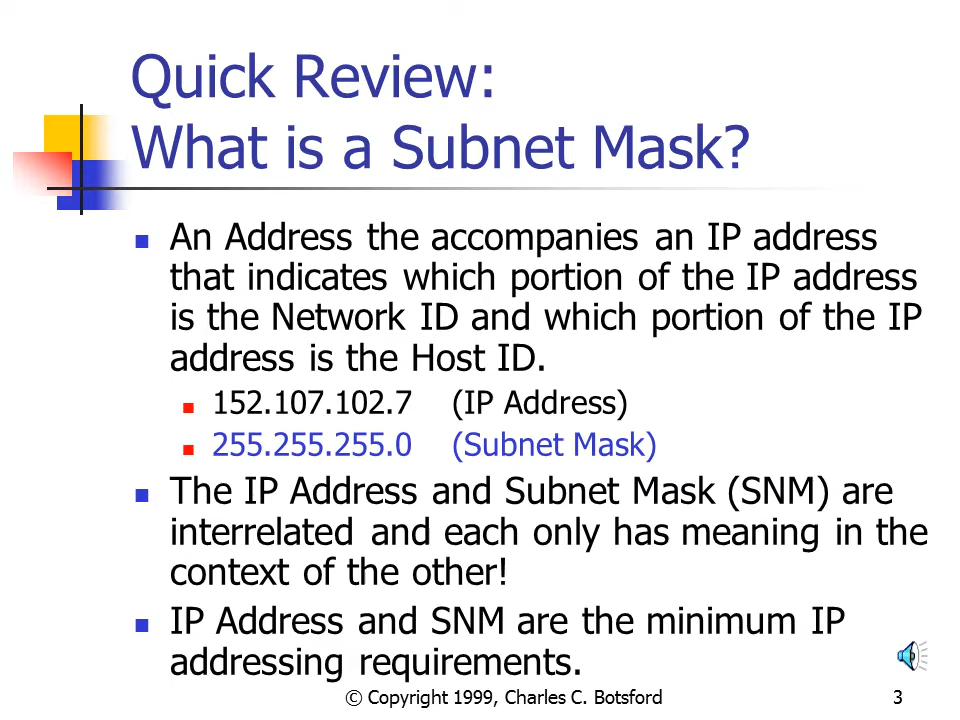 Quick Review:
What is a Subnet Mask?
An Address the accompanies an IP address
that indicates which portion of the IP address
is the Network ID and which portion of the IP
address is the Host ID.
152.107.102.7 (IP Address)
255.255.255.0 (Subnet Mask)
The IP Address and Subnet Mask (SNM) are
interrelated and each only has meaning in the
context of the other!
IP Address and SNM are the minimum IP
addressing requirements.
© Copyright 1999, Charles C. Botsford 3